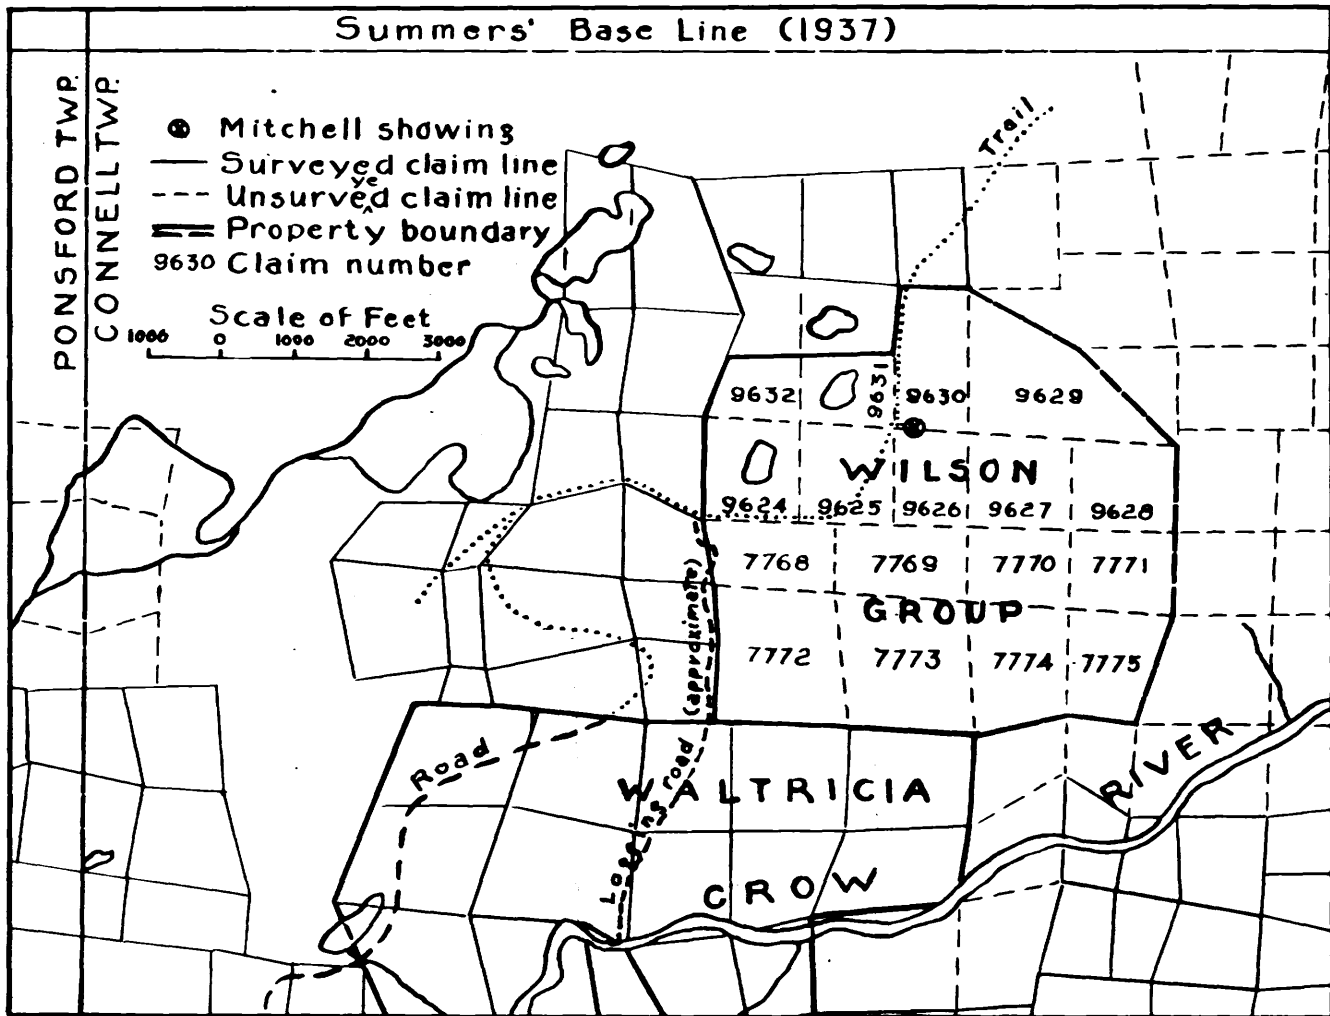 Summers' Base Line (1937)
PONSFORD TWP.
CONNELL TWP.
Mitchell showing
Surveyed claim line
ye
Unsurved claim line
^
Property boundary
9630 Claim number
Scale of Feet
1000 0 1000 2000 3000
Trail
9632 9631 9630 9629
WILSON
9624 9625 9626 9627 9628
7768 7769 7770 7771
GROUP
7772 7773 7774 7775
Logging road (approximate)
Road
WALTRICIA
CROW RIVER